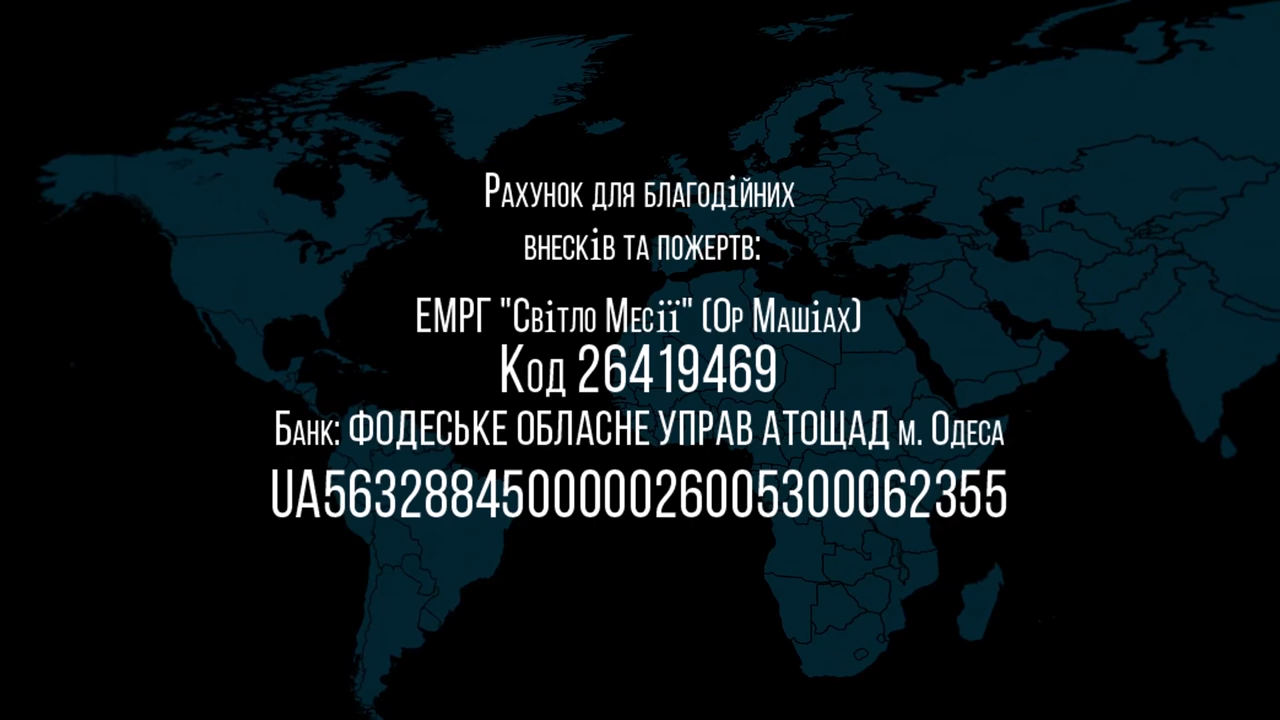 Рахунок для благодійних
внесків та пожертв:
ЕМРГ "Світло Месії" (Ор Машіах)
Код 26419469
Банк: ФОДЕСЬКЕ ОБЛАСНЕ УПРАВ АТОЩАД м. Одеса
UA563288450000026005300062355